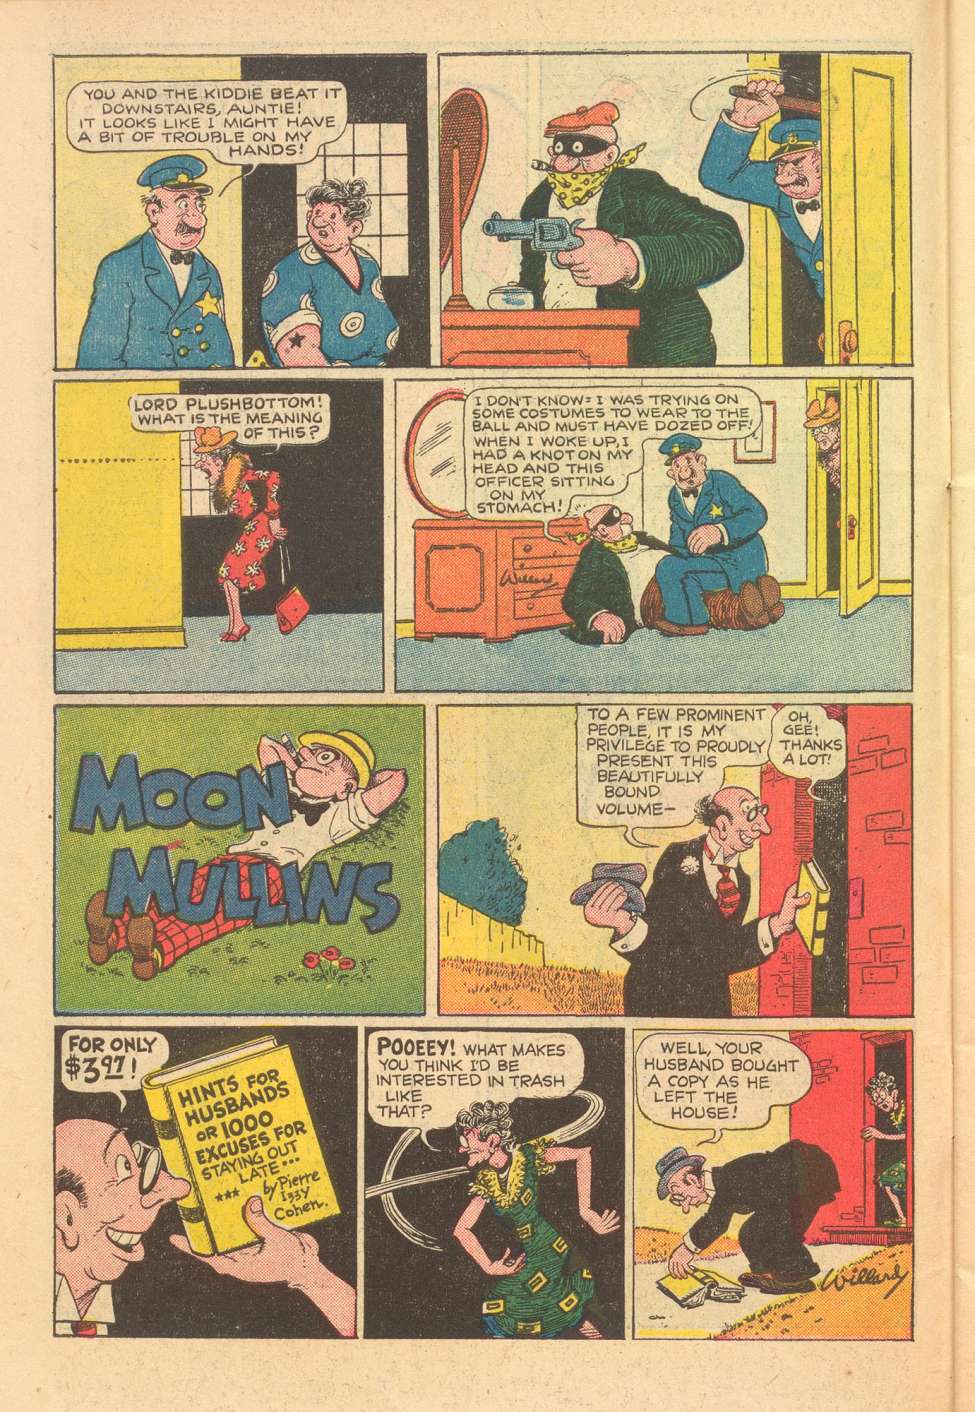 YOU AND THE KIDDIE BEAT IT
DOWNSTAIRS, AUNTIE!
IT LOOKS LIKE I MIGHT HAVE
A BIT OF TROUBLE ON MY
HANDS!
LORD PLUSHBOTTOM!
WHAT IS THE MEANING
OF THIS?
I DON'T KNOW: I WAS TRYING ON
SOME COSTUMES TO WEAR TO THE
BALL AND MUST HAVE DOZED OFF!
WHEN I WOKE UP, I
HAD A KNOT ON MY
HEAD AND THIS
OFFICER SITTING
ON MY
STOMACH!
Willard
MOON
MULLINS
TO A FEW PROMINENT
PEOPLE, IT IS MY
PRIVILEGE TO PROUDLY
PRESENT THIS
BEAUTIFULLY
BOUND
VOLUME—
OH,
GEE!
THANKS
A LOT!
FOR ONLY
$3.97!
HINTS FOR
HUSBANDS
OR 1000
EXCUSES FOR
STAYING OUT
LATE...
*** by Pierre
Izzy
Cohen.
POOEEY! WHAT MAKES
YOU THINK I'D BE
INTERESTED IN TRASH
LIKE
THAT?
WELL, YOUR
HUSBAND BOUGHT
A COPY AS HE
LEFT THE
HOUSE!
Willard